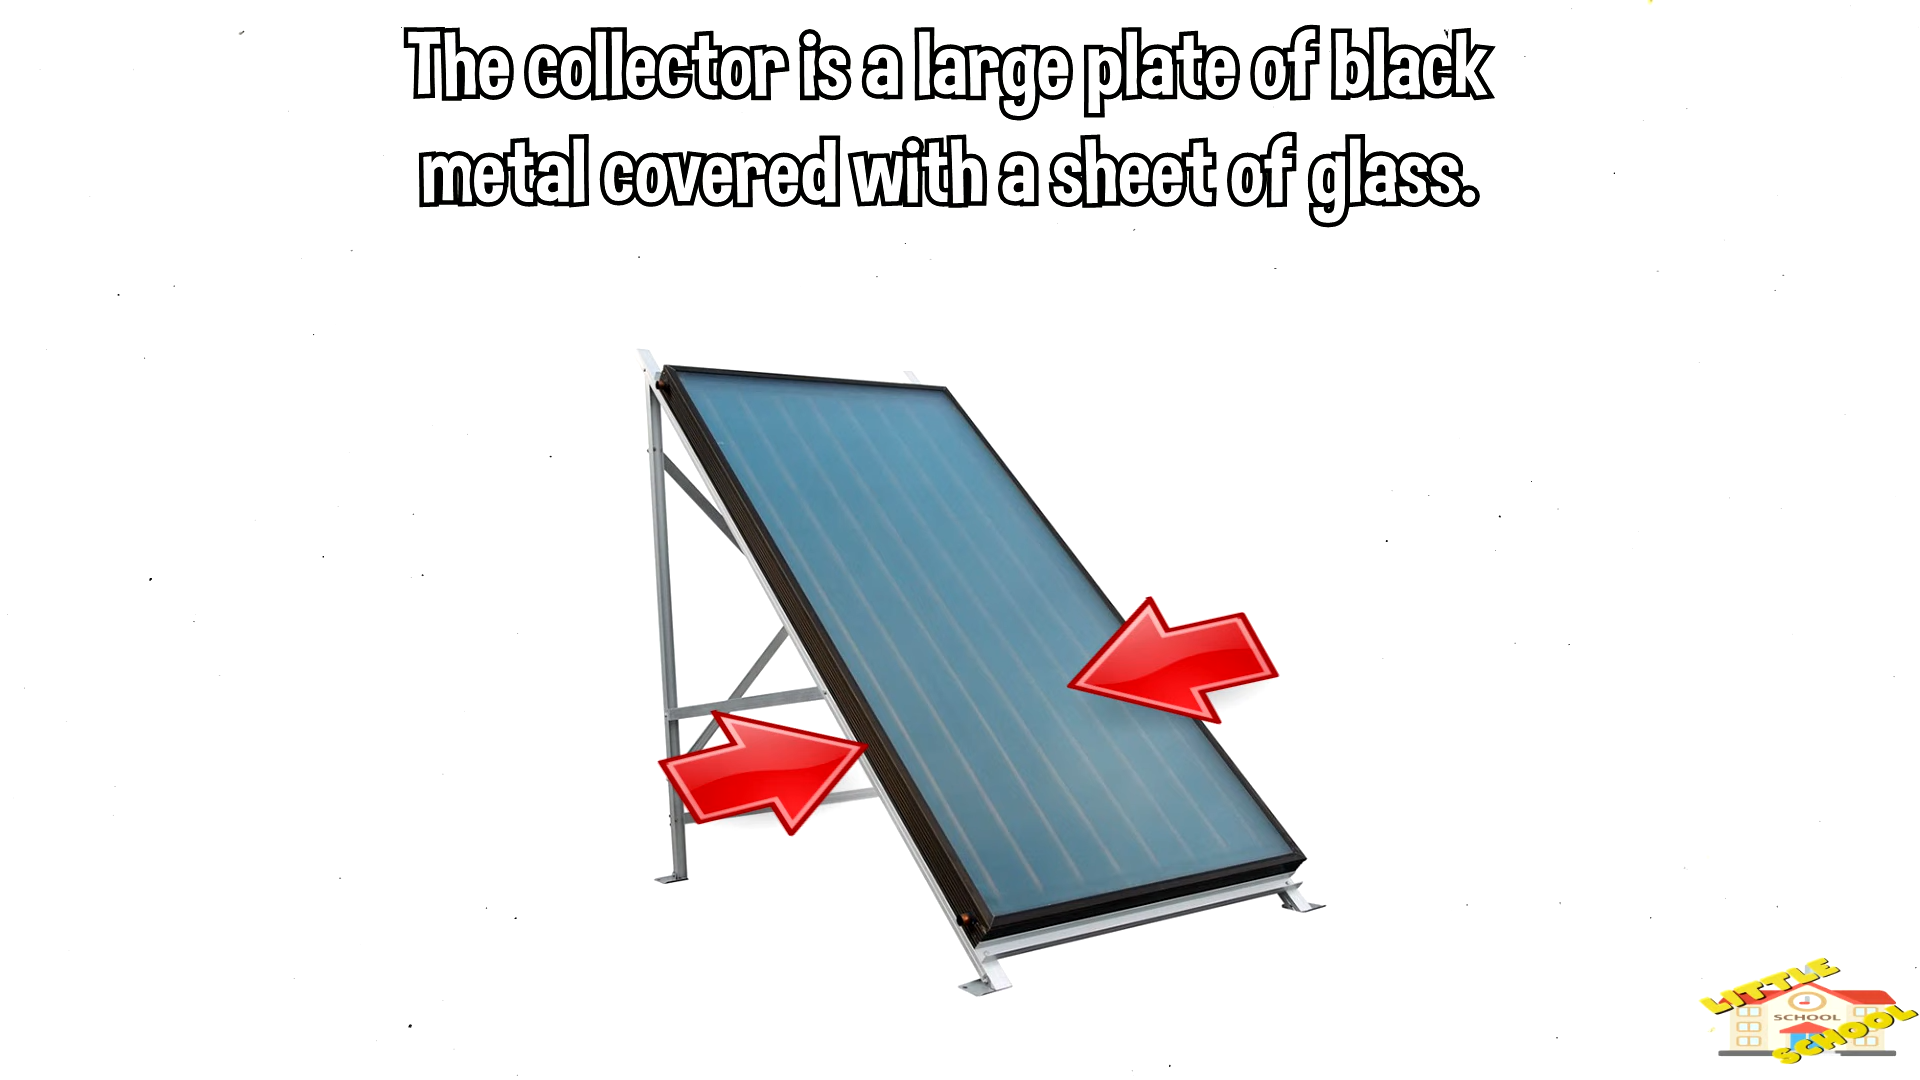 The collector is a large plate of black
metal covered with a sheet of glass.
LITTLE
SCHOOL
SCHOOL